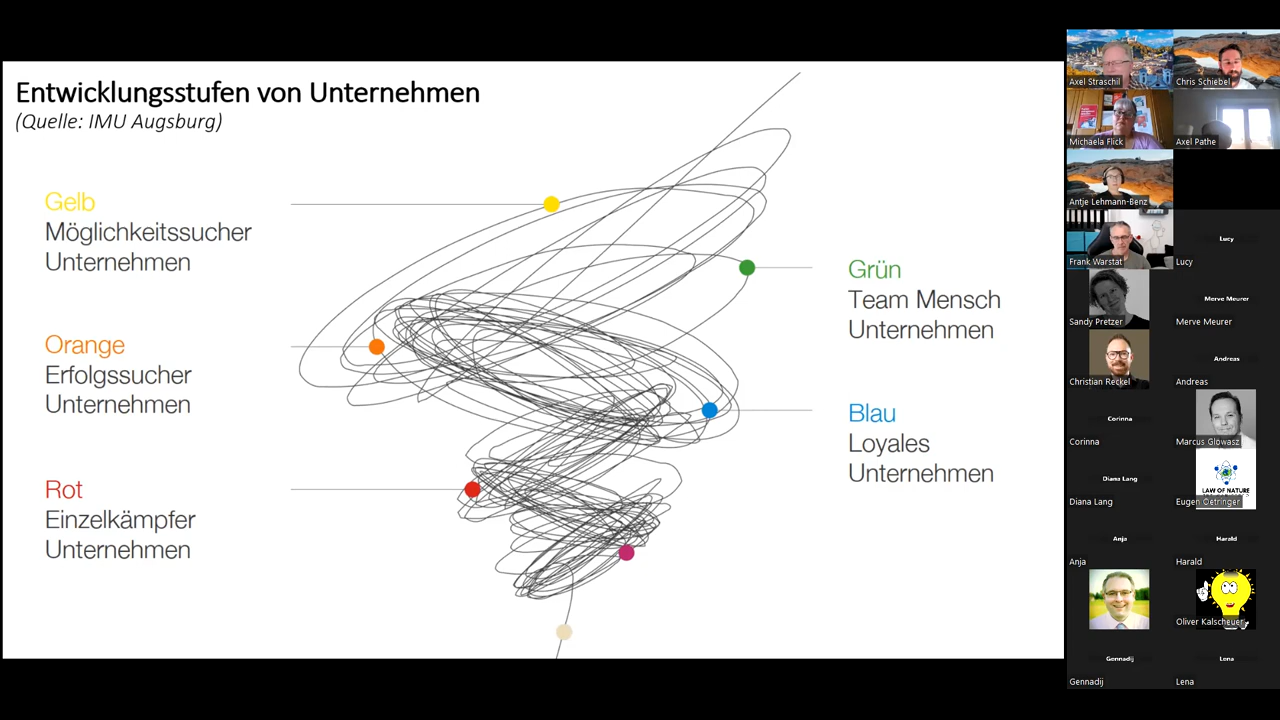 Entwicklungsstufen von Unternehmen
(Quelle: IMU Augsburg)
Gelb
Möglichkeitssucher
Unternehmen
Grün
Team Mensch
Unternehmen
Orange
Erfolgssucher
Unternehmen
Blau
Loyales
Unternehmen
Rot
Einzelkämpfer
Unternehmen
Axel Straschil
Chris Schiebel
Michaela Flick
Axel Pathe
Antje Lehmann-Benz
Frank Warstat
Lucy
Lucy
Sandy Pretzer
Merve Meurer
Merve Meurer
Christian Reckel
Andreas
Andreas
Corinna
Corinna
Marcus Glowasz
Diana Lang
Diana Lang
LAW OF NATURE
Eugen Oetringer
Anja
Anja
Harald
Harald
Oliver Kalscheuer
Gennadij
Gennadij
Lena
Lena